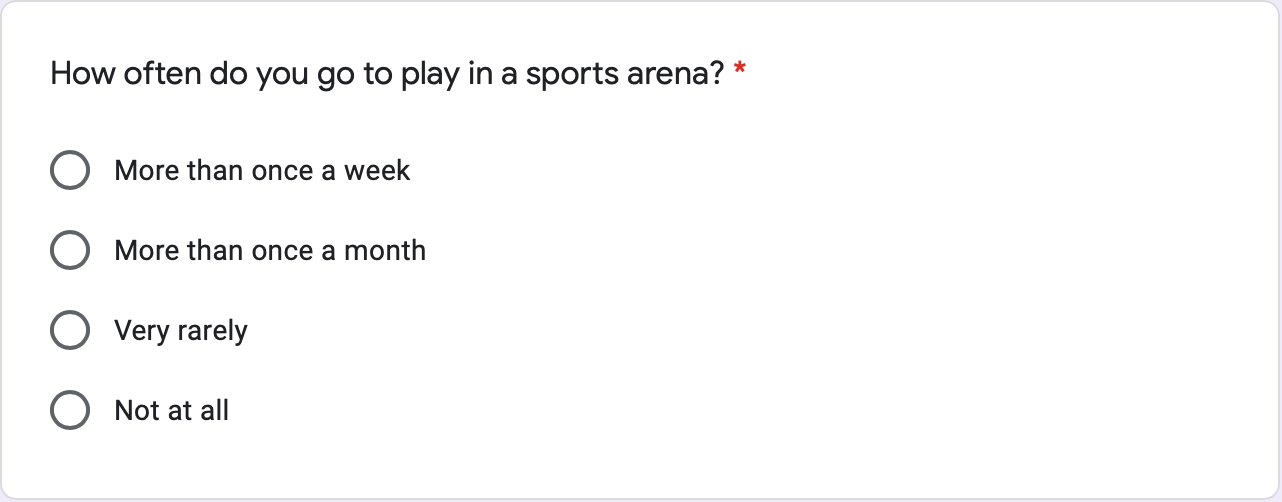 How often do you go to play in a sports arena? *
More than once a week
More than once a month
Very rarely
Not at all